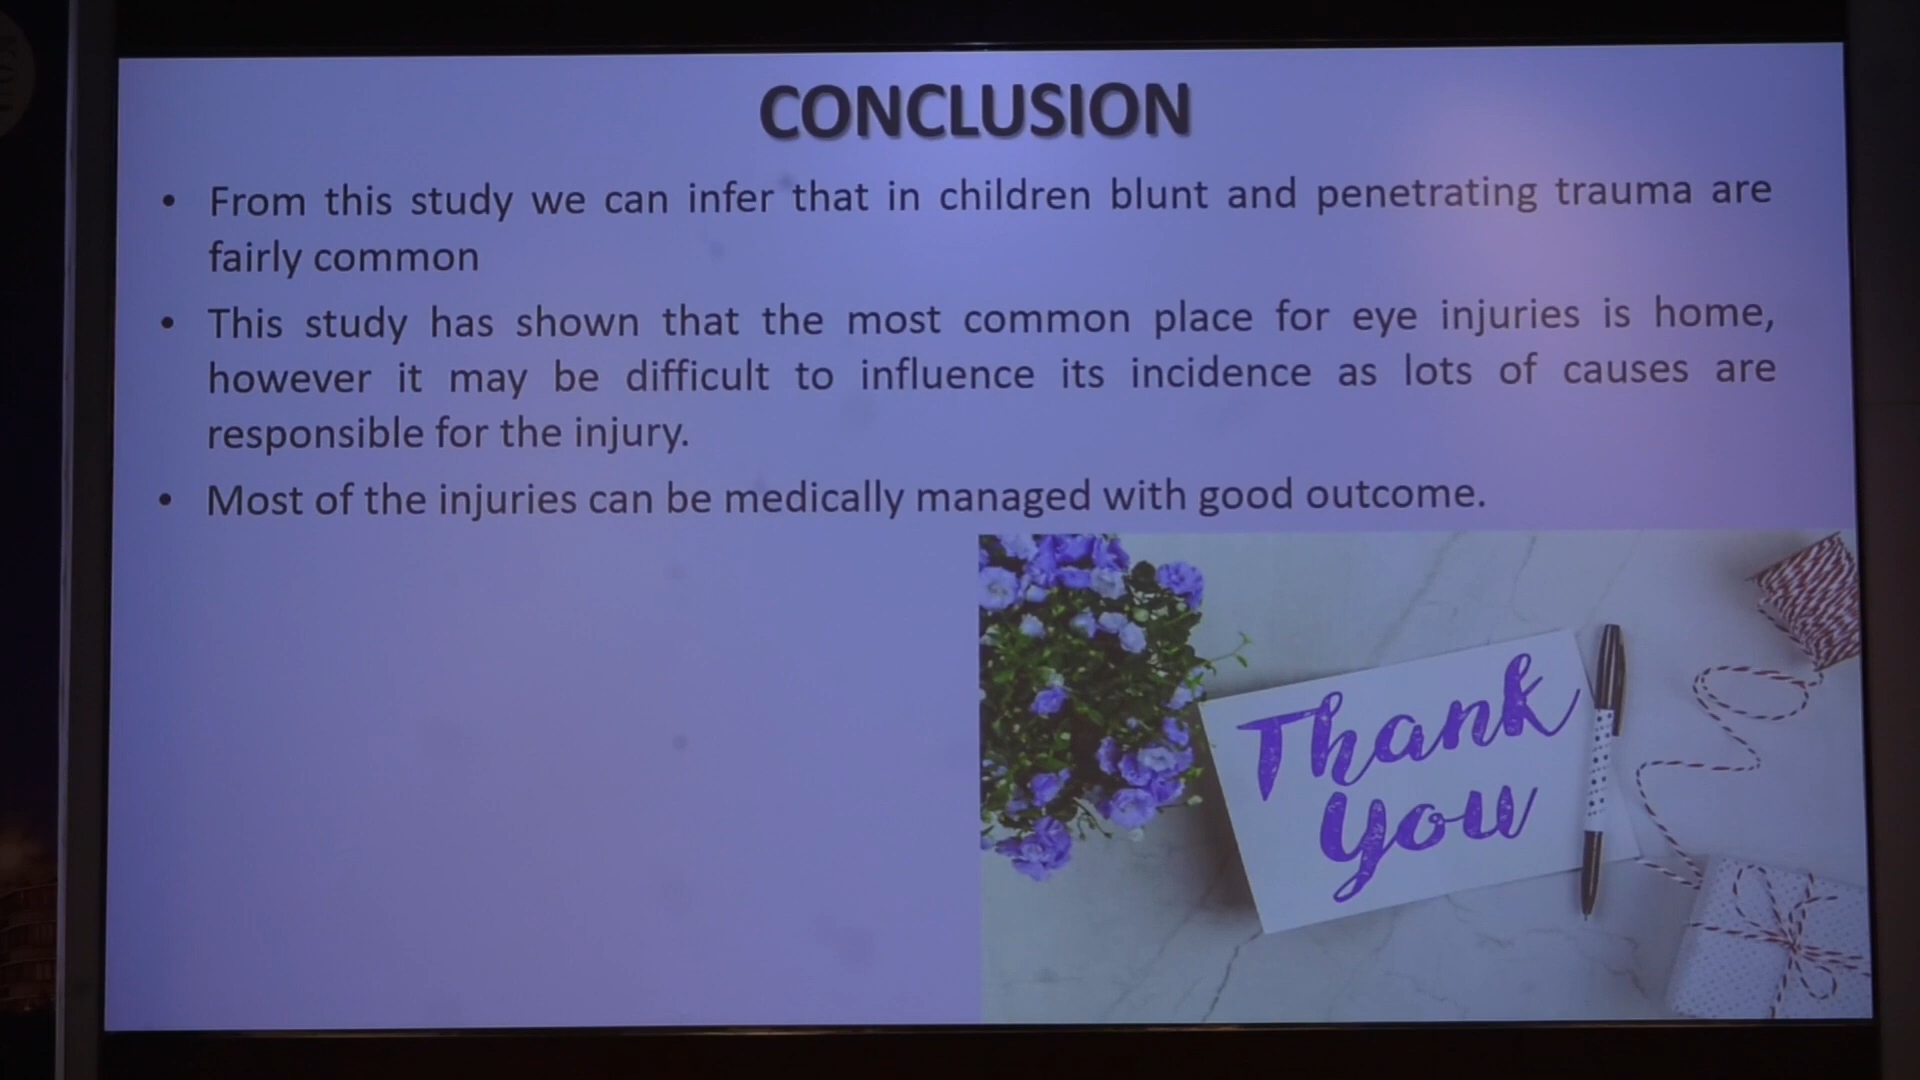 CONCLUSION
• From this study we can infer that in children blunt and penetrating trauma are
fairly common
• This study has shown that the most common place for eye injuries is home,
however it may be difficult to influence its incidence as lots of causes are
responsible for the injury.
• Most of the injuries can be medically managed with good outcome.
Thank
you